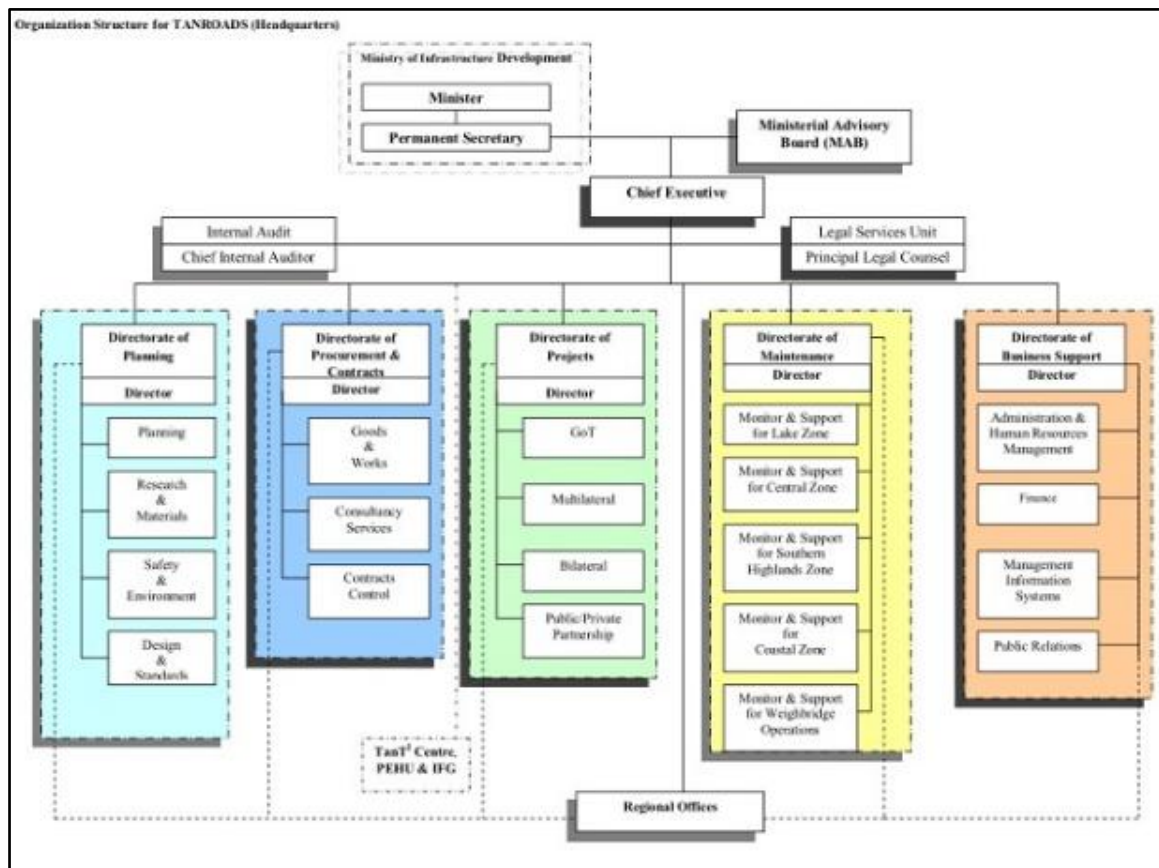 Organization Structure for TANROADS (Headquarters)
Ministry of Infrastructure Development
Minister
Permanent Secretary
Ministerial Advisory
Board (MAB)
Chief Executive
Internal Audit
Chief Internal Auditor
Legal Services Unit
Principal Legal Counsel
Directorate of
Planning
Director
Planning
Research
&
Materials
Safety
&
Environment
Design
&
Standards
Directorate of
Procurement &
Contracts
Director
Goods
&
Works
Consultancy
Services
Contracts
Control
Directorate of
Projects
Director
GoT
Multilateral
Bilateral
Public/Private
Partnership
Directorate of
Maintenance
Director
Monitor & Support
for Lake Zone
Monitor & Support
for Central Zone
Monitor & Support
for Southern
Highlands Zone
Monitor & Support
for
Coastal Zone
Monitor & Support
for Weighbridge
Operations
Directorate of
Business Support
Director
Administration &
Human Resources
Management
Finance
Management
Information
Systems
Public Relations
TanT² Centre,
PEHU & IFG
Regional Offices